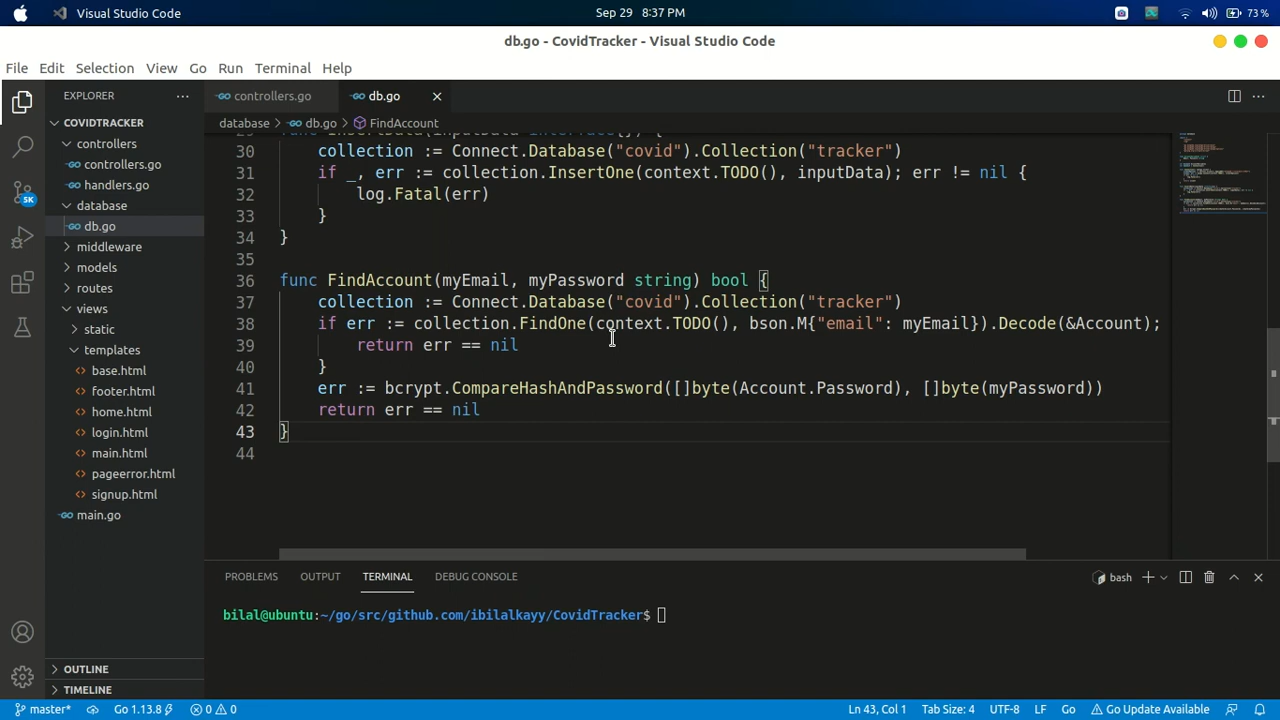 Visual Studio Code
Sep 29 8:37 PM
73 %
db.go - CovidTracker - Visual Studio Code
File Edit Selection View Go Run Terminal Help
EXPLORER
COVIDTRACKER
controllers
controllers.go
handlers.go
database
db.go
middleware
models
routes
views
static
templates
base.html
footer.html
home.html
login.html
main.html
pageerror.html
signup.html
main.go
OUTLINE
TIMELINE
5K
controllers.go db.go
database > db.go > FindAccount
30 collection := Connect.Database("covid").Collection("tracker")
31 if _, err := collection.InsertOne(context.TODO(), inputData); err != nil {
32 log.Fatal(err)
33 }
34 }
35
36 func FindAccount(myEmail, myPassword string) bool {
37 collection := Connect.Database("covid").Collection("tracker")
38 if err := collection.FindOne(context.TODO(), bson.M{"email": myEmail}).Decode(&Account);
39 return err == nil
40 }
41 err := bcrypt.CompareHashAndPassword([]byte(Account.Password), []byte(myPassword))
42 return err == nil
43 }
44
PROBLEMS OUTPUT TERMINAL DEBUG CONSOLE
bash
bilal@ubuntu:~/go/src/github.com/ibilalkayy/CovidTracker$
master* Go 1.13.8 0 0 Ln 43, Col 1 Tab Size: 4 UTF-8 LF Go Go Update Available